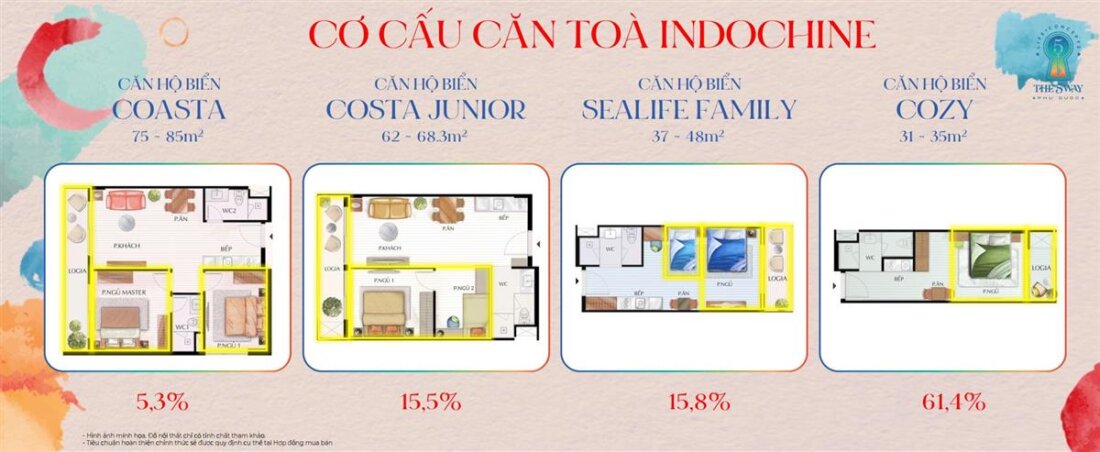 CƠ CẤU CĂN TOÀ INDOCHINE
LIFE CONCEPTS
5
THE 5WAY
PHU QUOC
CĂN HỘ BIỂN
COASTA
75 - 85m²
CĂN HỘ BIỂN
COSTA JUNIOR
62 - 68.3m²
CĂN HỘ BIỂN
SEALIFE FAMILY
37 - 48m²
CĂN HỘ BIỂN
COZY
31 - 35m²
P.ĂN
WC2
P.KHÁCH
BẾP
LOGIA
P.NGỦ MASTER
WC1
P.NGỦ 1
BẾP
P.ĂN
P.KHÁCH
LOGIA
P.NGỦ 1
P.NGỦ 2
WC
WC
P.NGỦ
LOGIA
BẾP
P.ĂN
WC
BẾP
P.ĂN
P.NGỦ
LOGIA
5,3%
15,5%
15,8%
61,4%
- Hình ảnh minh họa. Đồ nội thất chỉ có tính chất tham khảo.
- Tiêu chuẩn hoàn thiện chính thức sẽ được quy định cụ thể tại Hợp đồng mua bán